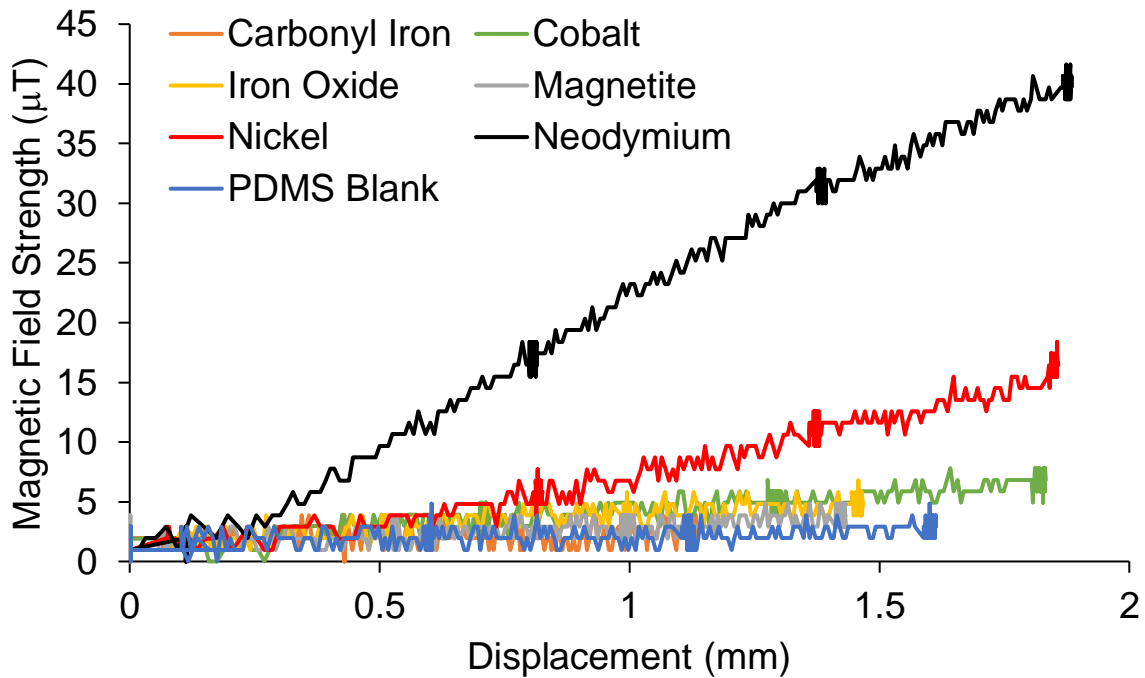 Magnetic Field Strength (μT)
45
40
35
30
25
20
15
10
5
0
Carbonyl Iron
Cobalt
Iron Oxide
Magnetite
Nickel
Neodymium
PDMS Blank
0
0.5
1
1.5
2
Displacement (mm)